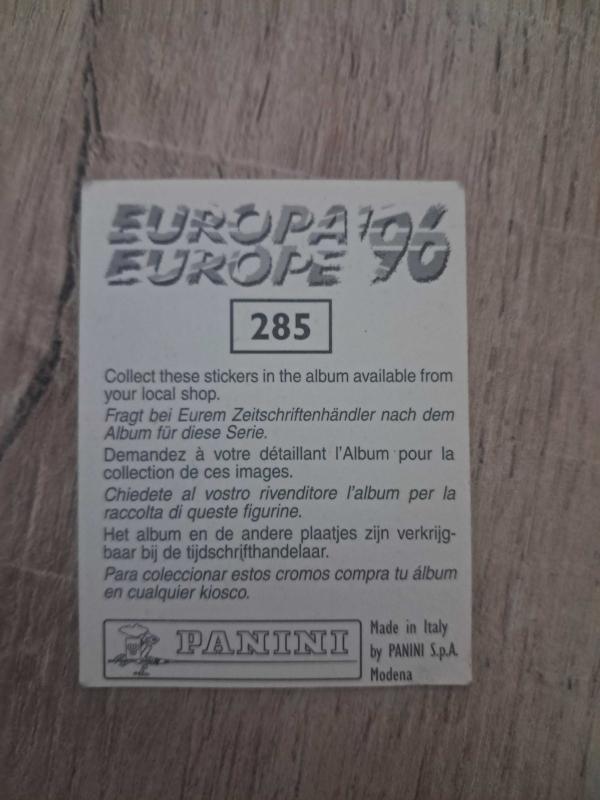 EUROPA '96
EUROPE
285
Collect these stickers in the album available from
your local shop.
Fragt bei Eurem Zeitschriftenhändler nach dem
Album für diese Serie.
Demandez à votre détaillant l'Album pour la
collection de ces images.
Chiedete al vostro rivenditore l'album per la
raccolta di queste figurine.
Het album en de andere plaatjes zijn verkrijg-
baar bij de tijdschrifthandelaar.
Para coleccionar estos cromos compra tu álbum
en cualquier kiosco.
PANINI
Made in Italy
by PANINI S.p.A.
Modena